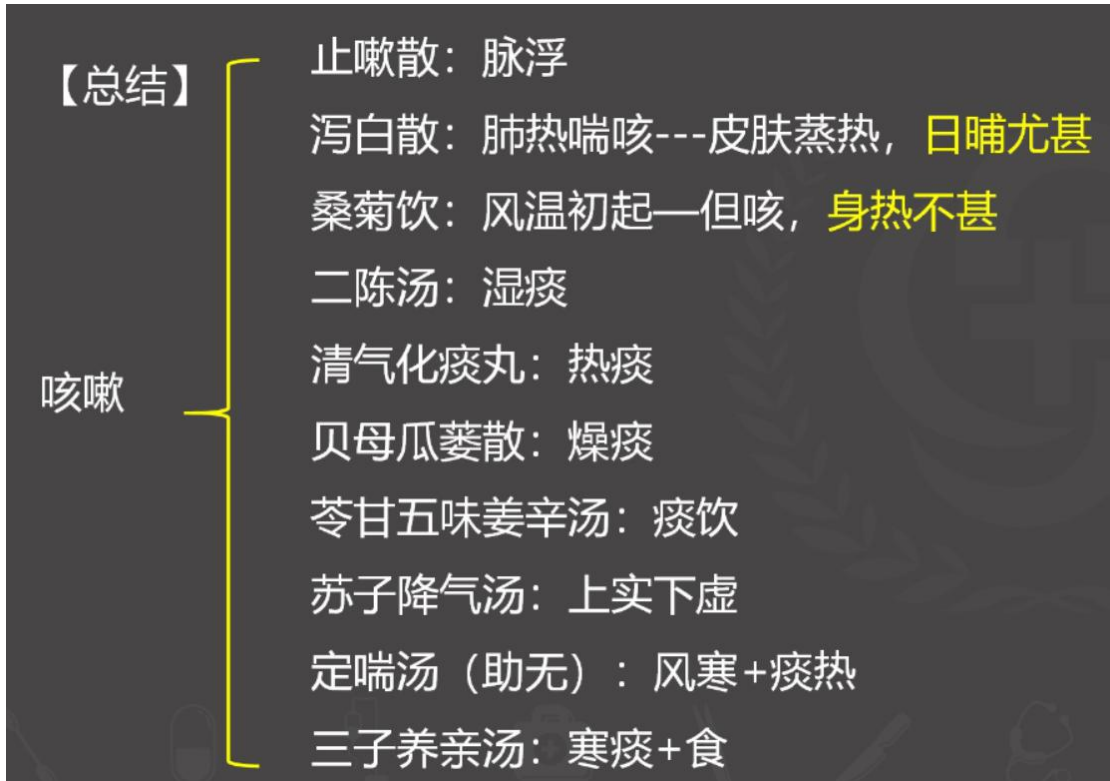 【总结】
咳嗽
止嗽散：脉浮
泻白散：肺热喘咳---皮肤蒸热，日晡尤甚
桑菊饮：风温初起—但咳，身热不甚
二陈汤：湿痰
清气化痰丸：热痰
贝母瓜蒌散：燥痰
苓甘五味姜辛汤：痰饮
苏子降气汤：上实下虚
定喘汤（助无）：风寒+痰热
三子养亲汤：寒痰+食